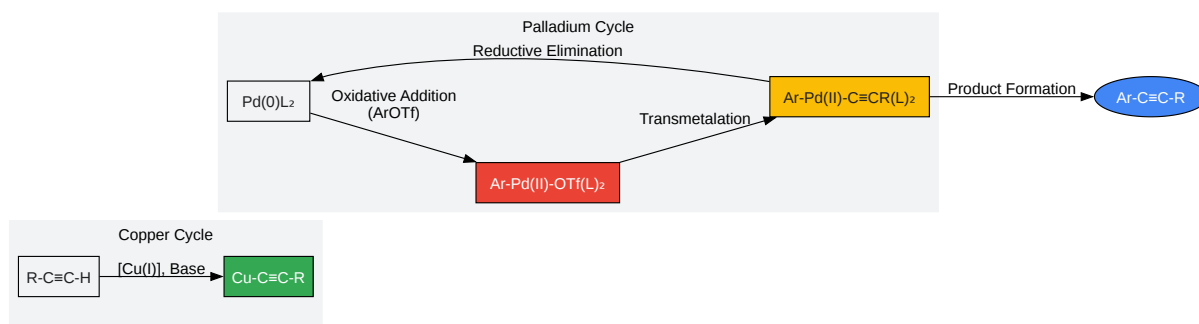 Palladium Cycle
Reductive Elimination
Pd(0)L₂
Oxidative Addition
(ArOTf)
Ar-Pd(II)-C≡CR(L)₂
Product Formation
Ar-C≡C-R
Transmetalation
Ar-Pd(II)-OTf(L)₂
Copper Cycle
R-C≡C-H
[Cu(I)], Base
Cu-C≡C-R